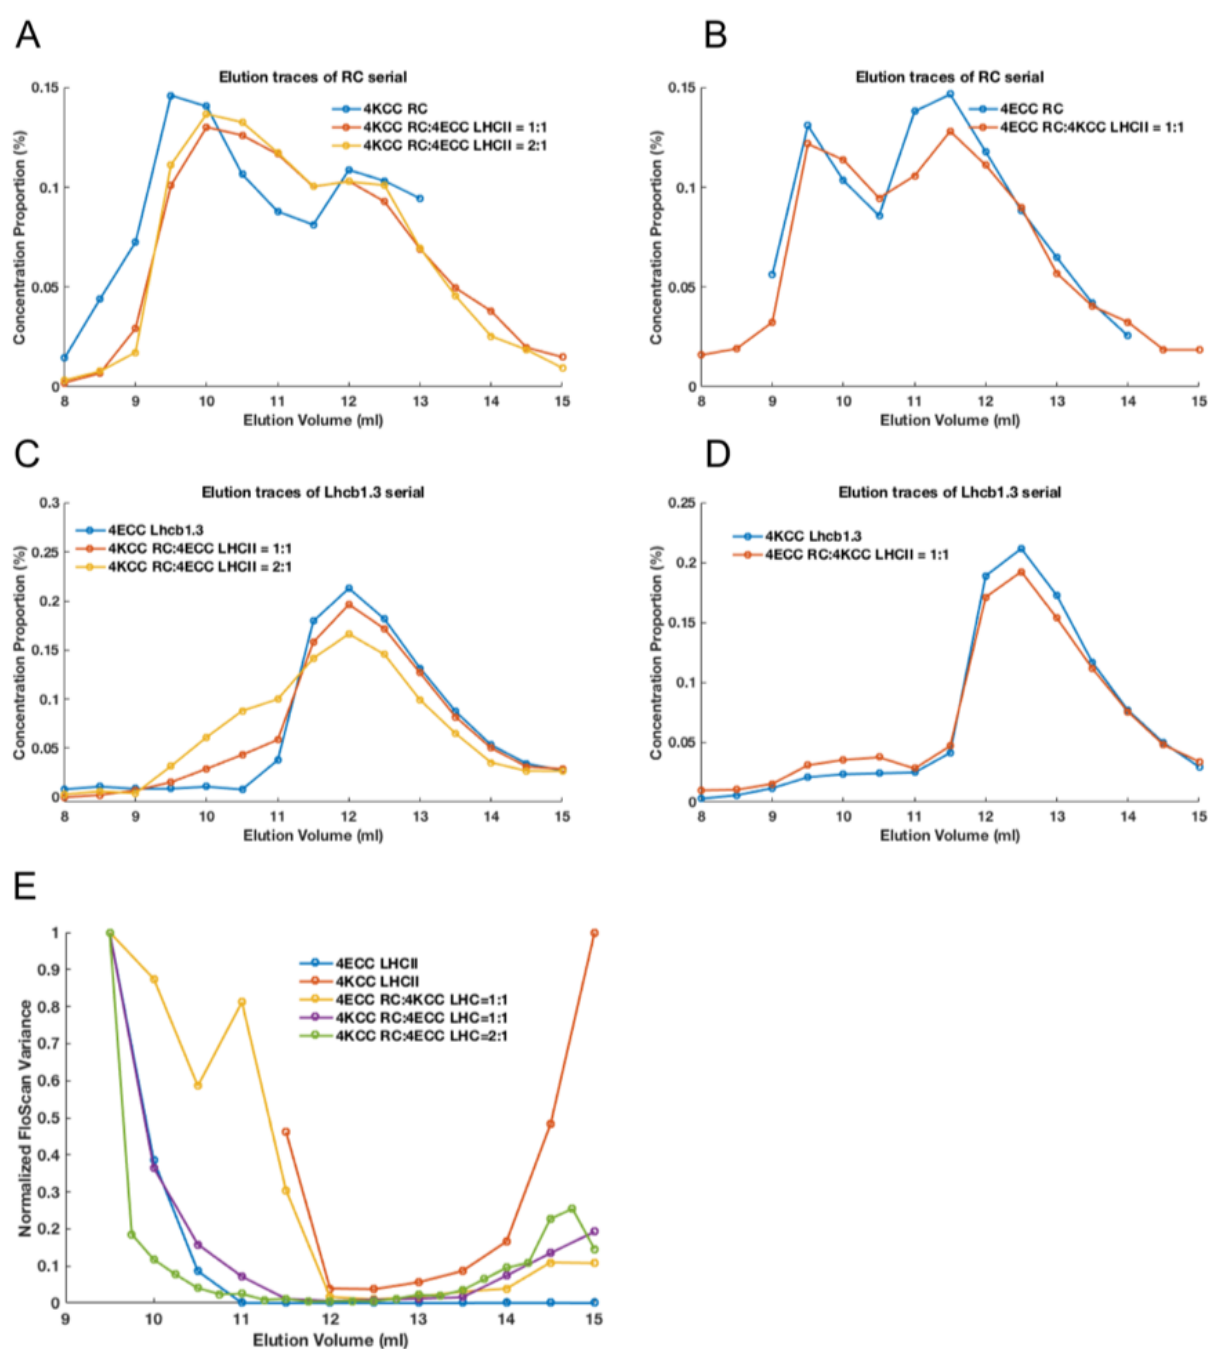 A
Elution traces of RC serial
Concentration Proportion (%)
0.15
0.1
0.05
0
4KCC RC
4KCC RC:4ECC LHCII = 1:1
4KCC RC:4ECC LHCII = 2:1
8 9 10 11 12 13 14 15
Elution Volume (ml)
B
Elution traces of RC serial
Concentration Proportion (%)
0.15
0.1
0.05
0
4ECC RC
4ECC RC:4KCC LHCII = 1:1
8 9 10 11 12 13 14 15
Elution Volume (ml)
C
Elution traces of Lhcb1.3 serial
Concentration Proportion (%)
0.3
0.25
0.2
0.15
0.1
0.05
0
4ECC Lhcb1.3
4KCC RC:4ECC LHCII = 1:1
4KCC RC:4ECC LHCII = 2:1
8 9 10 11 12 13 14 15
Elution Volume (ml)
D
Elution traces of Lhcb1.3 serial
Concentration Proportion (%)
0.25
0.2
0.15
0.1
0.05
0
4KCC Lhcb1.3
4ECC RC:4KCC LHCII = 1:1
8 9 10 11 12 13 14 15
Elution Volume (ml)
E
Normalized FloScan Variance
1
0.9
0.8
0.7
0.6
0.5
0.4
0.3
0.2
0.1
0
4ECC LHCII
4KCC LHCII
4ECC RC:4KCC LHC=1:1
4KCC RC:4ECC LHC=1:1
4KCC RC:4ECC LHC=2:1
9 10 11 12 13 14 15
Elution Volume (ml)